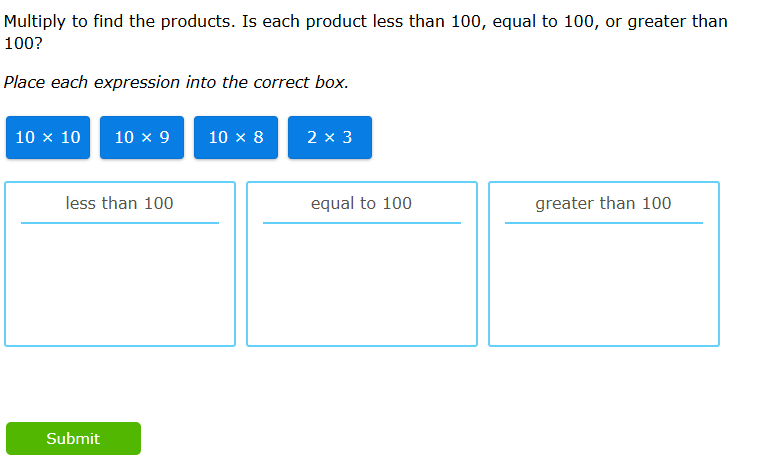 Multiply to find the products. Is each product less than 100, equal to 100, or greater than
100?
Place each expression into the correct box.
10 × 10
10 × 9
10 × 8
2 × 3
less than 100
equal to 100
greater than 100
Submit